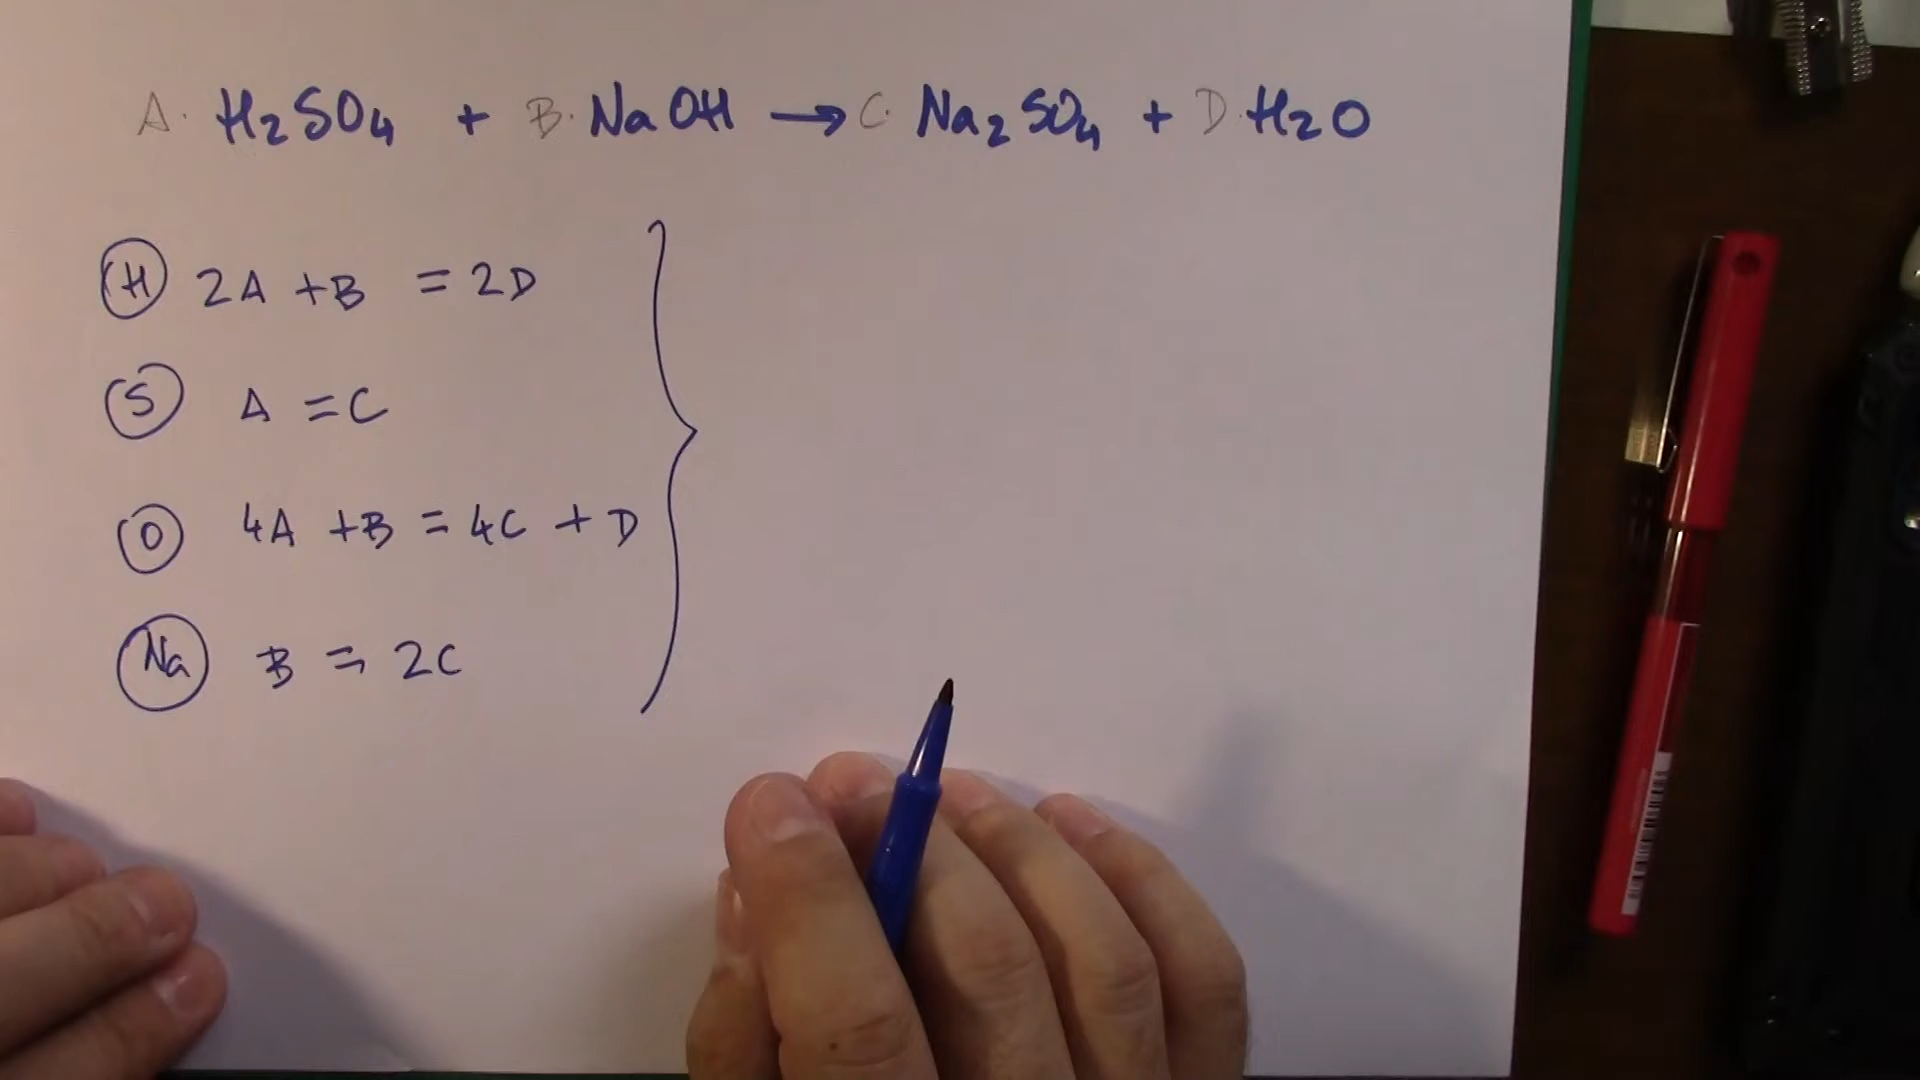 A. H2SO4 + B. NaOH → C. Na2SO4 + D. H2O
H 2A + B = 2D
S A = C
O 4A + B = 4C + D
Na B = 2C